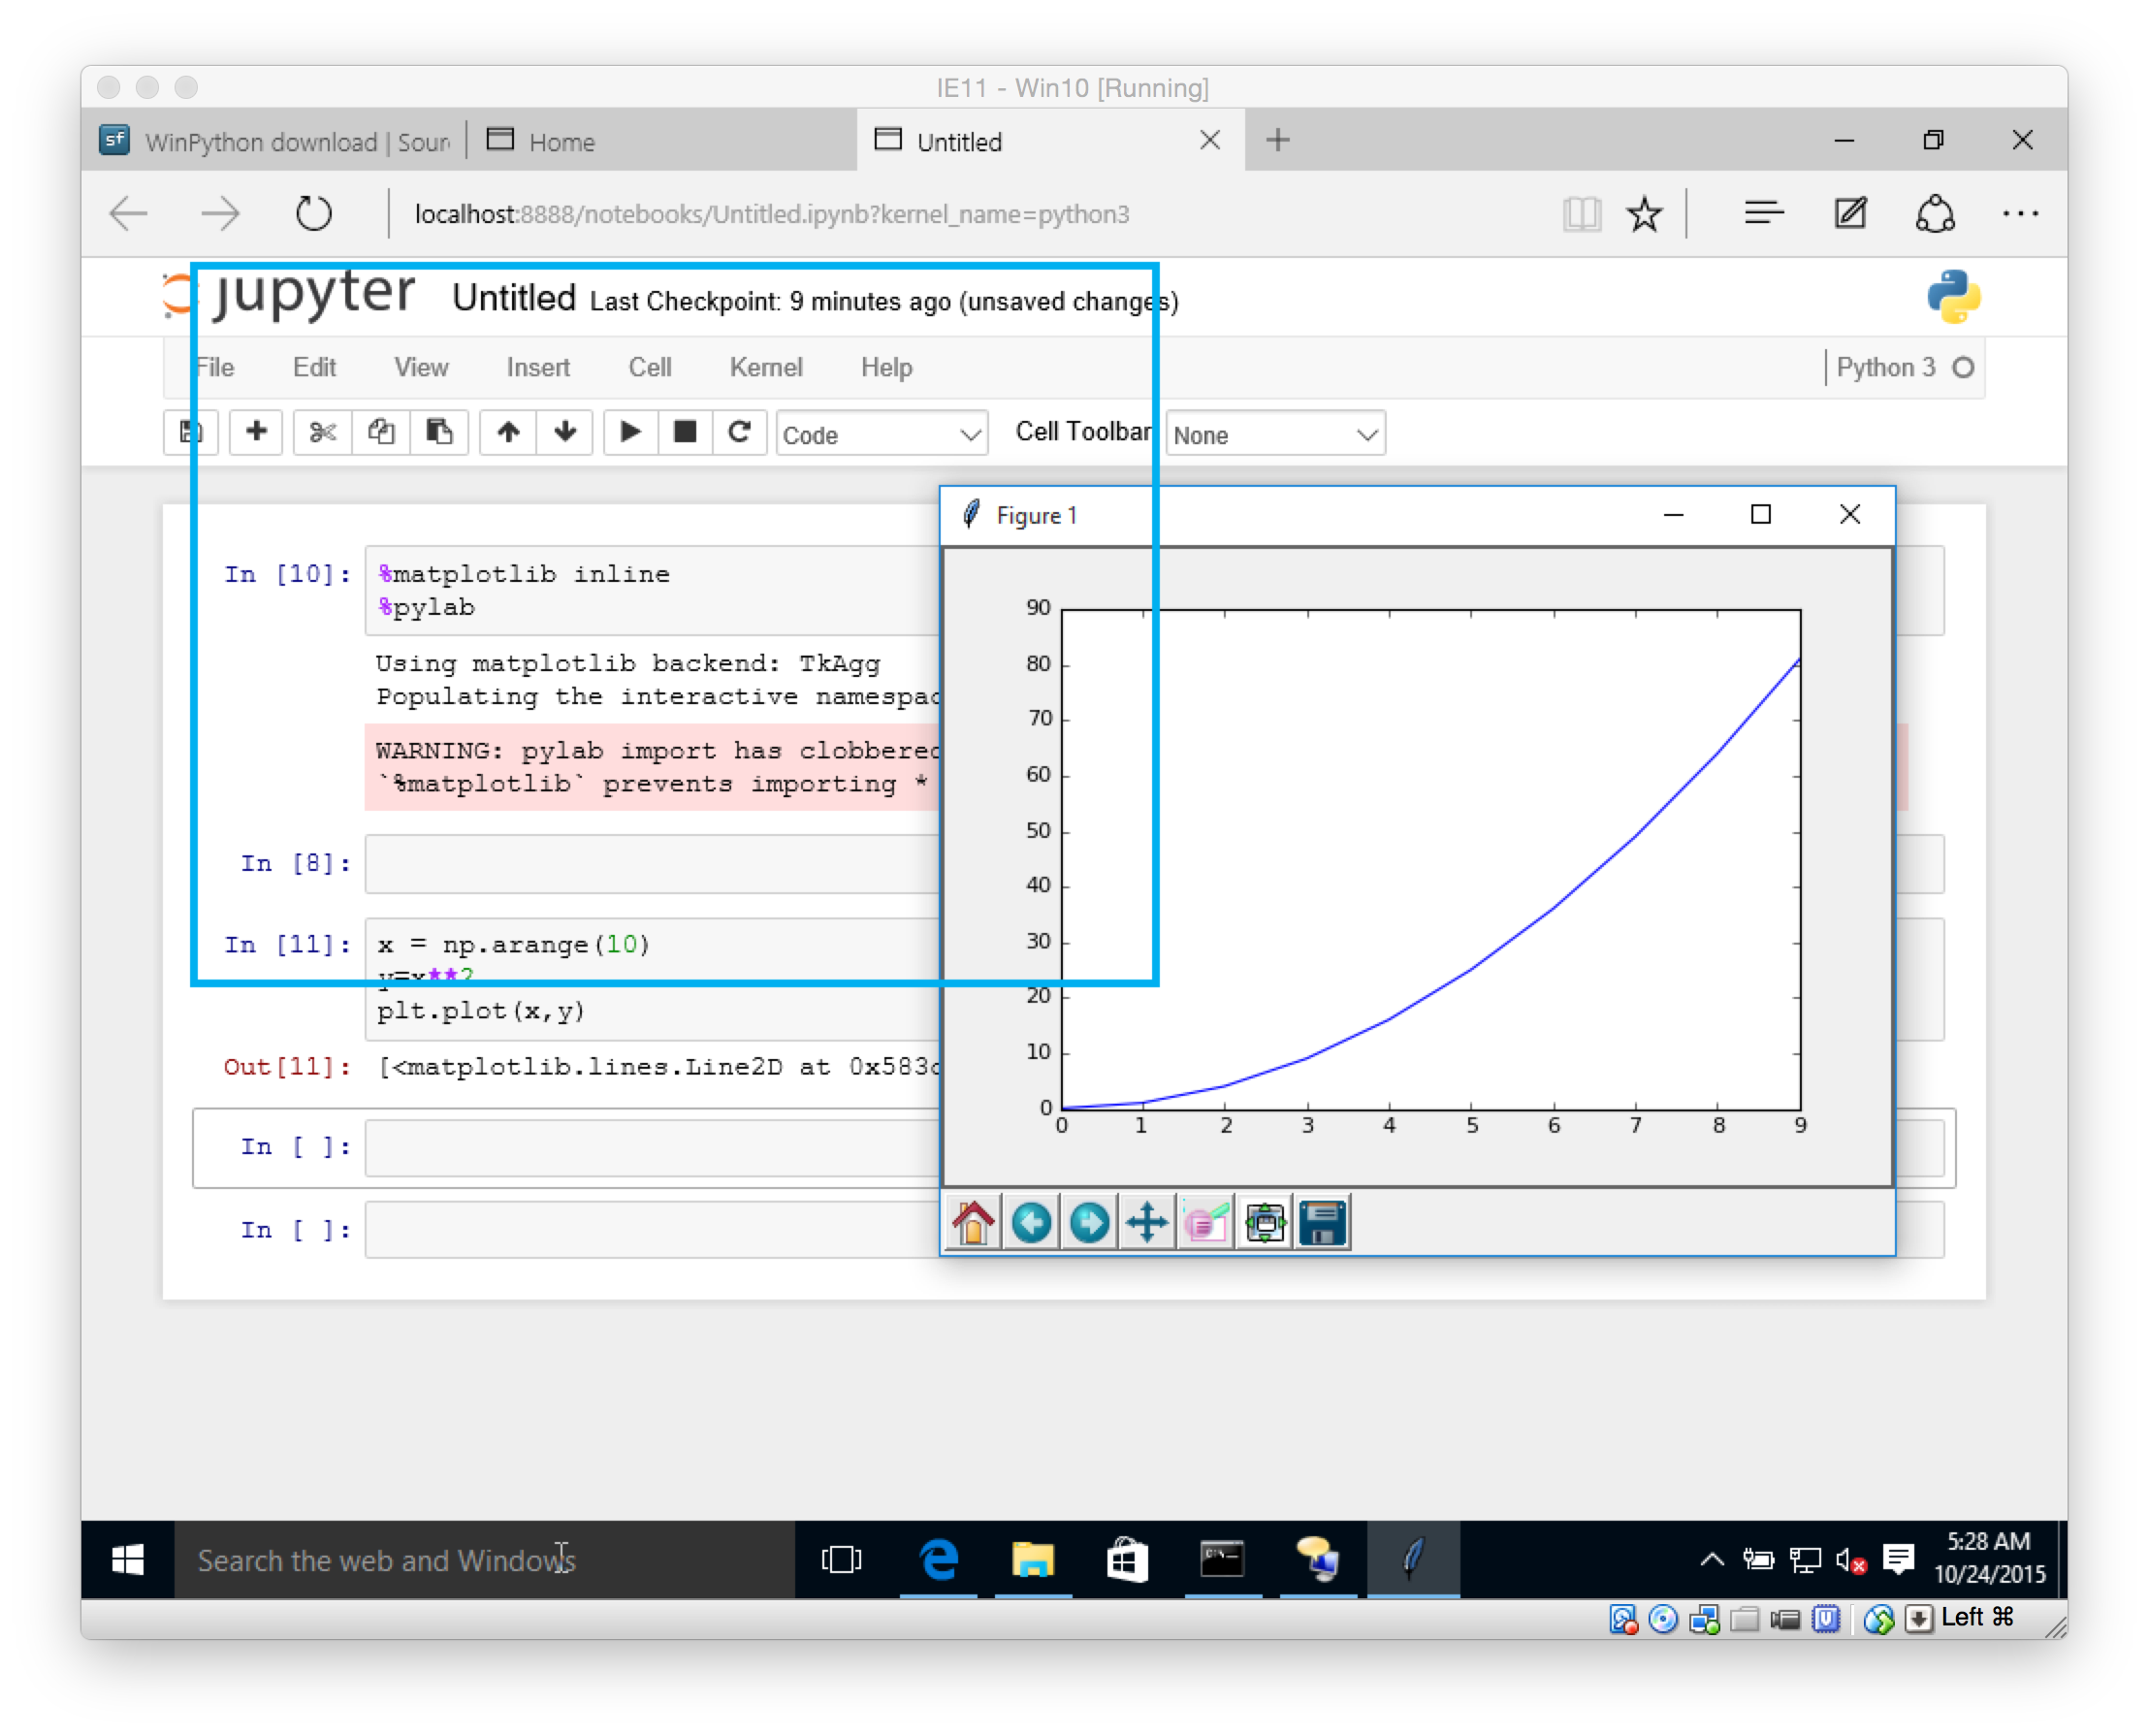 IE11 - Win10 [Running]
sf WinPython download | Sour
Home
Untitled
localhost:8888/notebooks/Untitled.ipynb?kernel_name=python3
jupyter Untitled Last Checkpoint: 9 minutes ago (unsaved changes)
File Edit View Insert Cell Kernel Help
Python 3
Code
Cell Toolbar
None
In [10]: %matplotlib inline
%pylab
Using matplotlib backend: TkAgg
Populating the interactive namespac
WARNING: pylab import has clobbered
`%matplotlib` prevents importing *
In [8]:
In [11]: x = np.arange(10)
y=x**2
plt.plot(x,y)
Out[11]: [<matplotlib.lines.Line2D at 0x583c
In [ ]:
In [ ]:
Figure 1
90
80
70
60
50
40
30
20
10
0
0 1 2 3 4 5 6 7 8 9
Search the web and Windows
5:28 AM
10/24/2015
Left ⌘